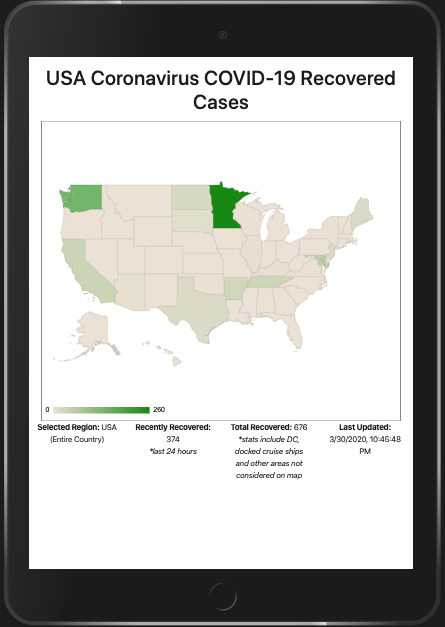 USA Coronavirus COVID-19 Recovered
Cases
0 260
Selected Region: USA
(Entire Country)
Recently Recovered:
374
*last 24 hours
Total Recovered: 676
*stats include DC,
docked cruise ships
and other areas not
considered on map
Last Updated:
3/30/2020, 10:45:48
PM